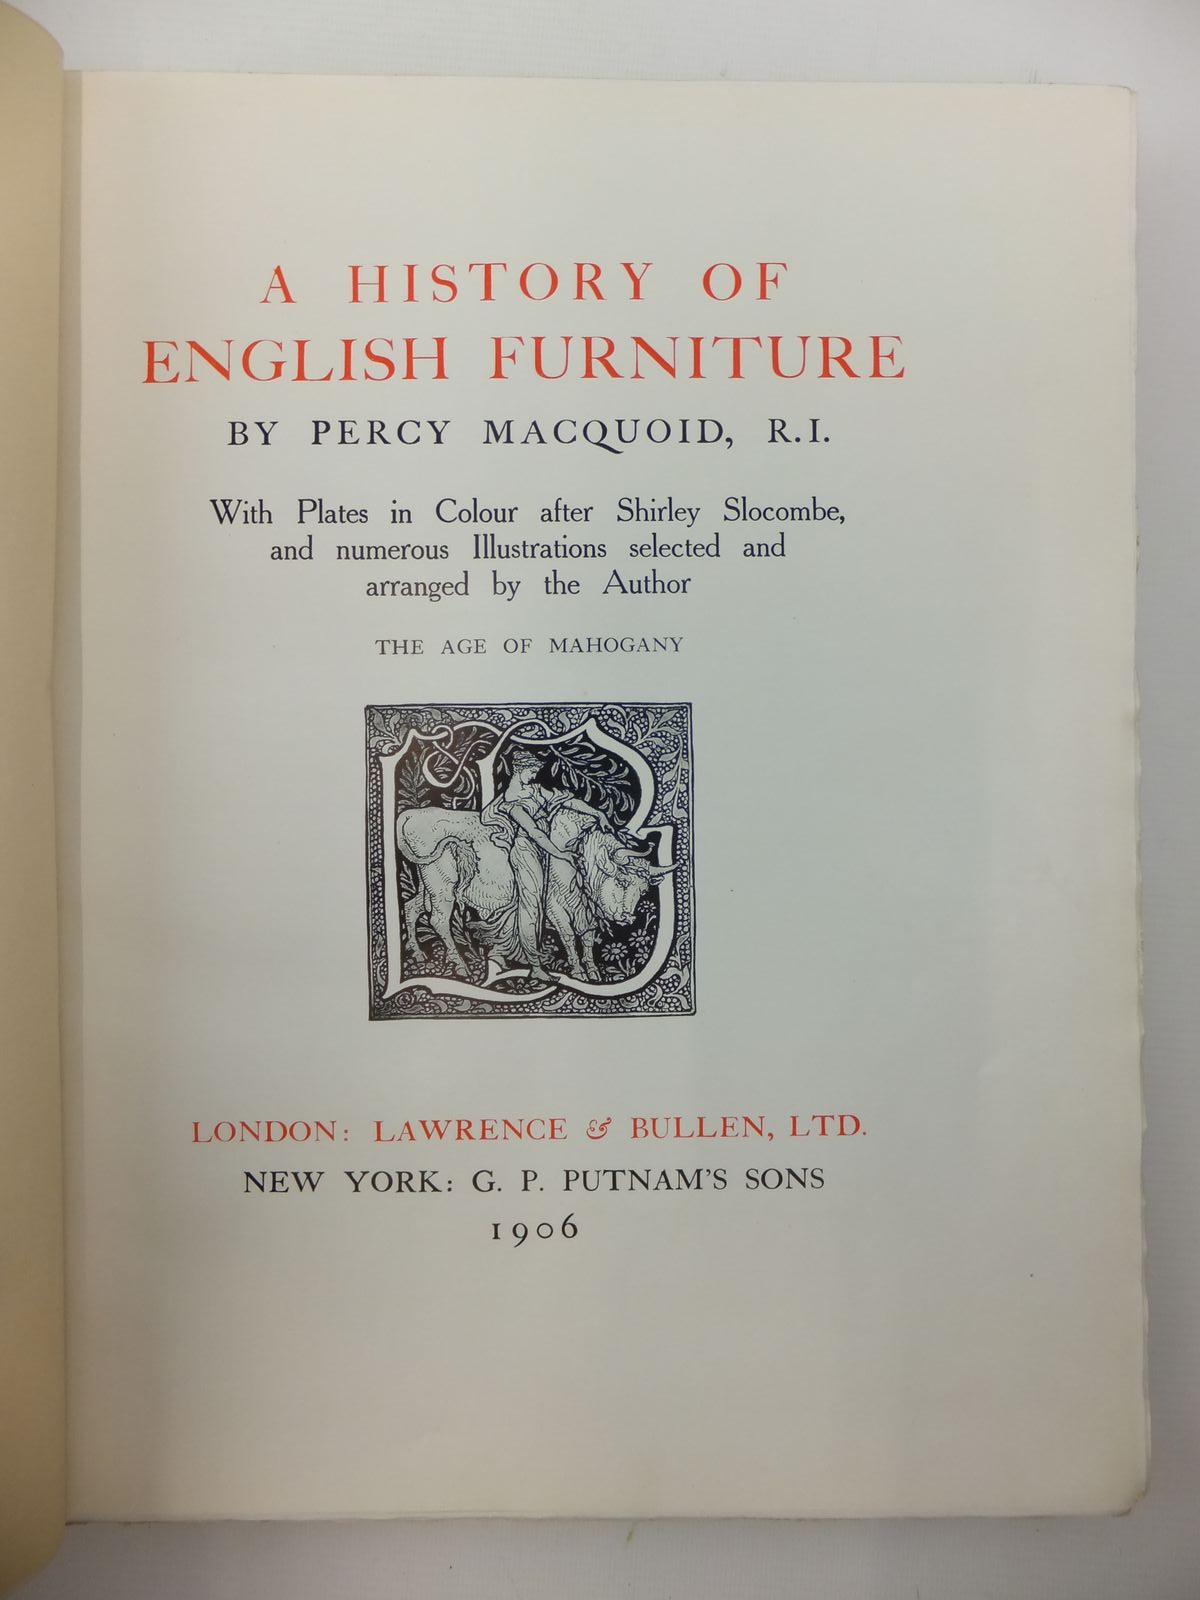 A HISTORY OF
ENGLISH FURNITURE
BY PERCY MACQUOID, R.I.
With Plates in Colour after Shirley Slocombe,
and numerous Illustrations selected and
arranged by the Author
THE AGE OF MAHOGANY
LONDON: LAWRENCE & BULLEN, LTD.
NEW YORK: G. P. PUTNAM'S SONS
1906